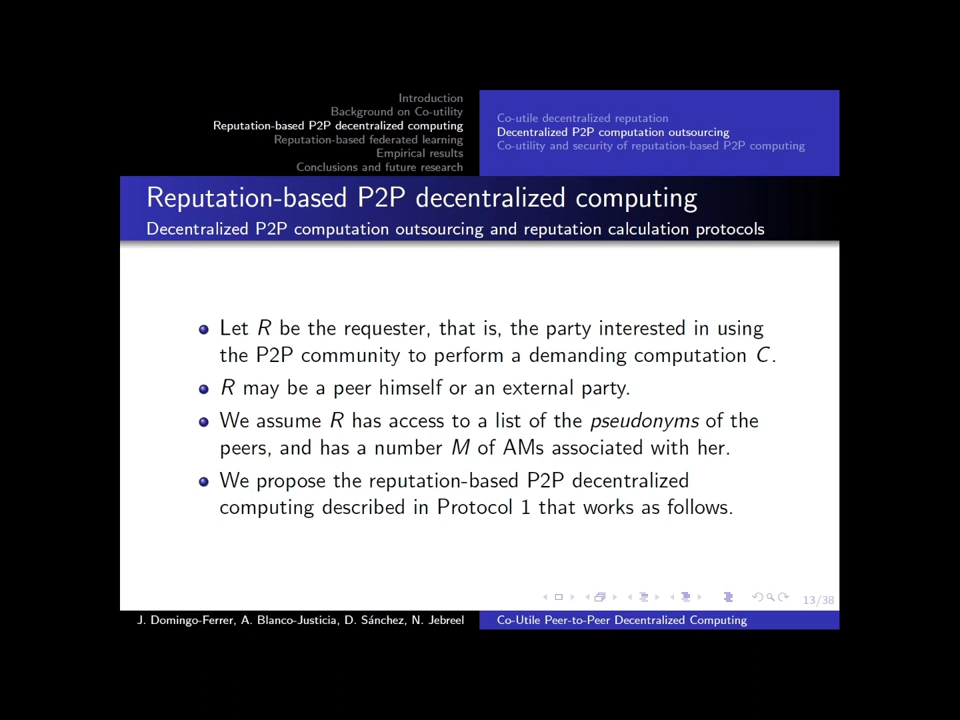 Introduction
Background on Co-utility
Reputation-based P2P decentralized computing
Reputation-based federated learning
Empirical results
Conclusions and future research
Co-utile decentralized reputation
Decentralized P2P computation outsourcing
Co-utility and security of reputation-based P2P computing
Reputation-based P2P decentralized computing
Decentralized P2P computation outsourcing and reputation calculation protocols
Let R be the requester, that is, the party interested in using
the P2P community to perform a demanding computation C.
R may be a peer himself or an external party.
We assume R has access to a list of the pseudonyms of the
peers, and has a number M of AMs associated with her.
We propose the reputation-based P2P decentralized
computing described in Protocol 1 that works as follows.
13/38
J. Domingo-Ferrer, A. Blanco-Justicia, D. Sánchez, N. Jebreel
Co-Utile Peer-to-Peer Decentralized Computing